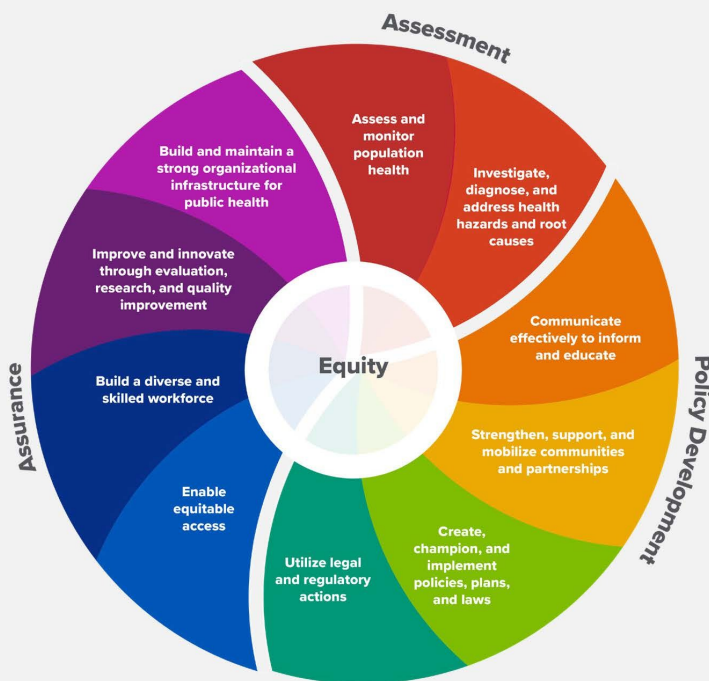 Assessment
Assess and
monitor
population
health
Investigate,
diagnose, and
address health
hazards and root
causes
Policy Development
Communicate
effectively to inform
and educate
Strengthen, support, and
mobilize communities
and partnerships
Create,
champion, and
implement
policies, plans,
and laws
Utilize legal
and regulatory
actions
Assurance
Enable
equitable
access
Build a diverse and
skilled workforce
Improve and innovate
through evaluation,
research, and quality
improvement
Build and maintain a
strong organizational
infrastructure for
public health
Equity